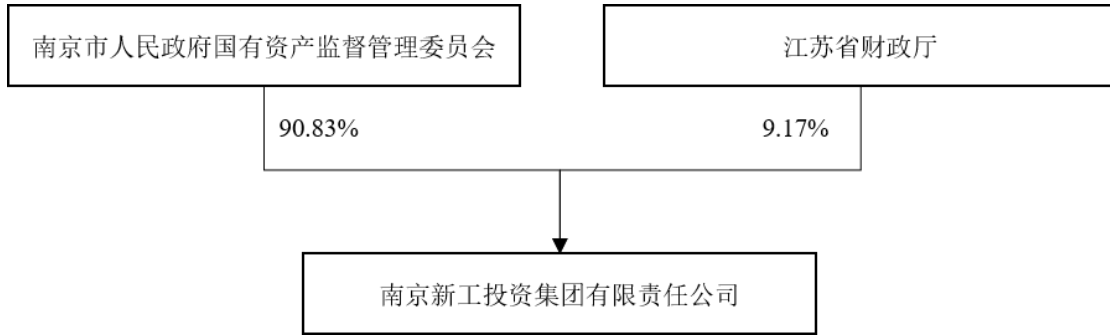 南京市人民政府国有资产监督管理委员会
江苏省财政厅
90.83%
9.17%
南京新工投资集团有限责任公司